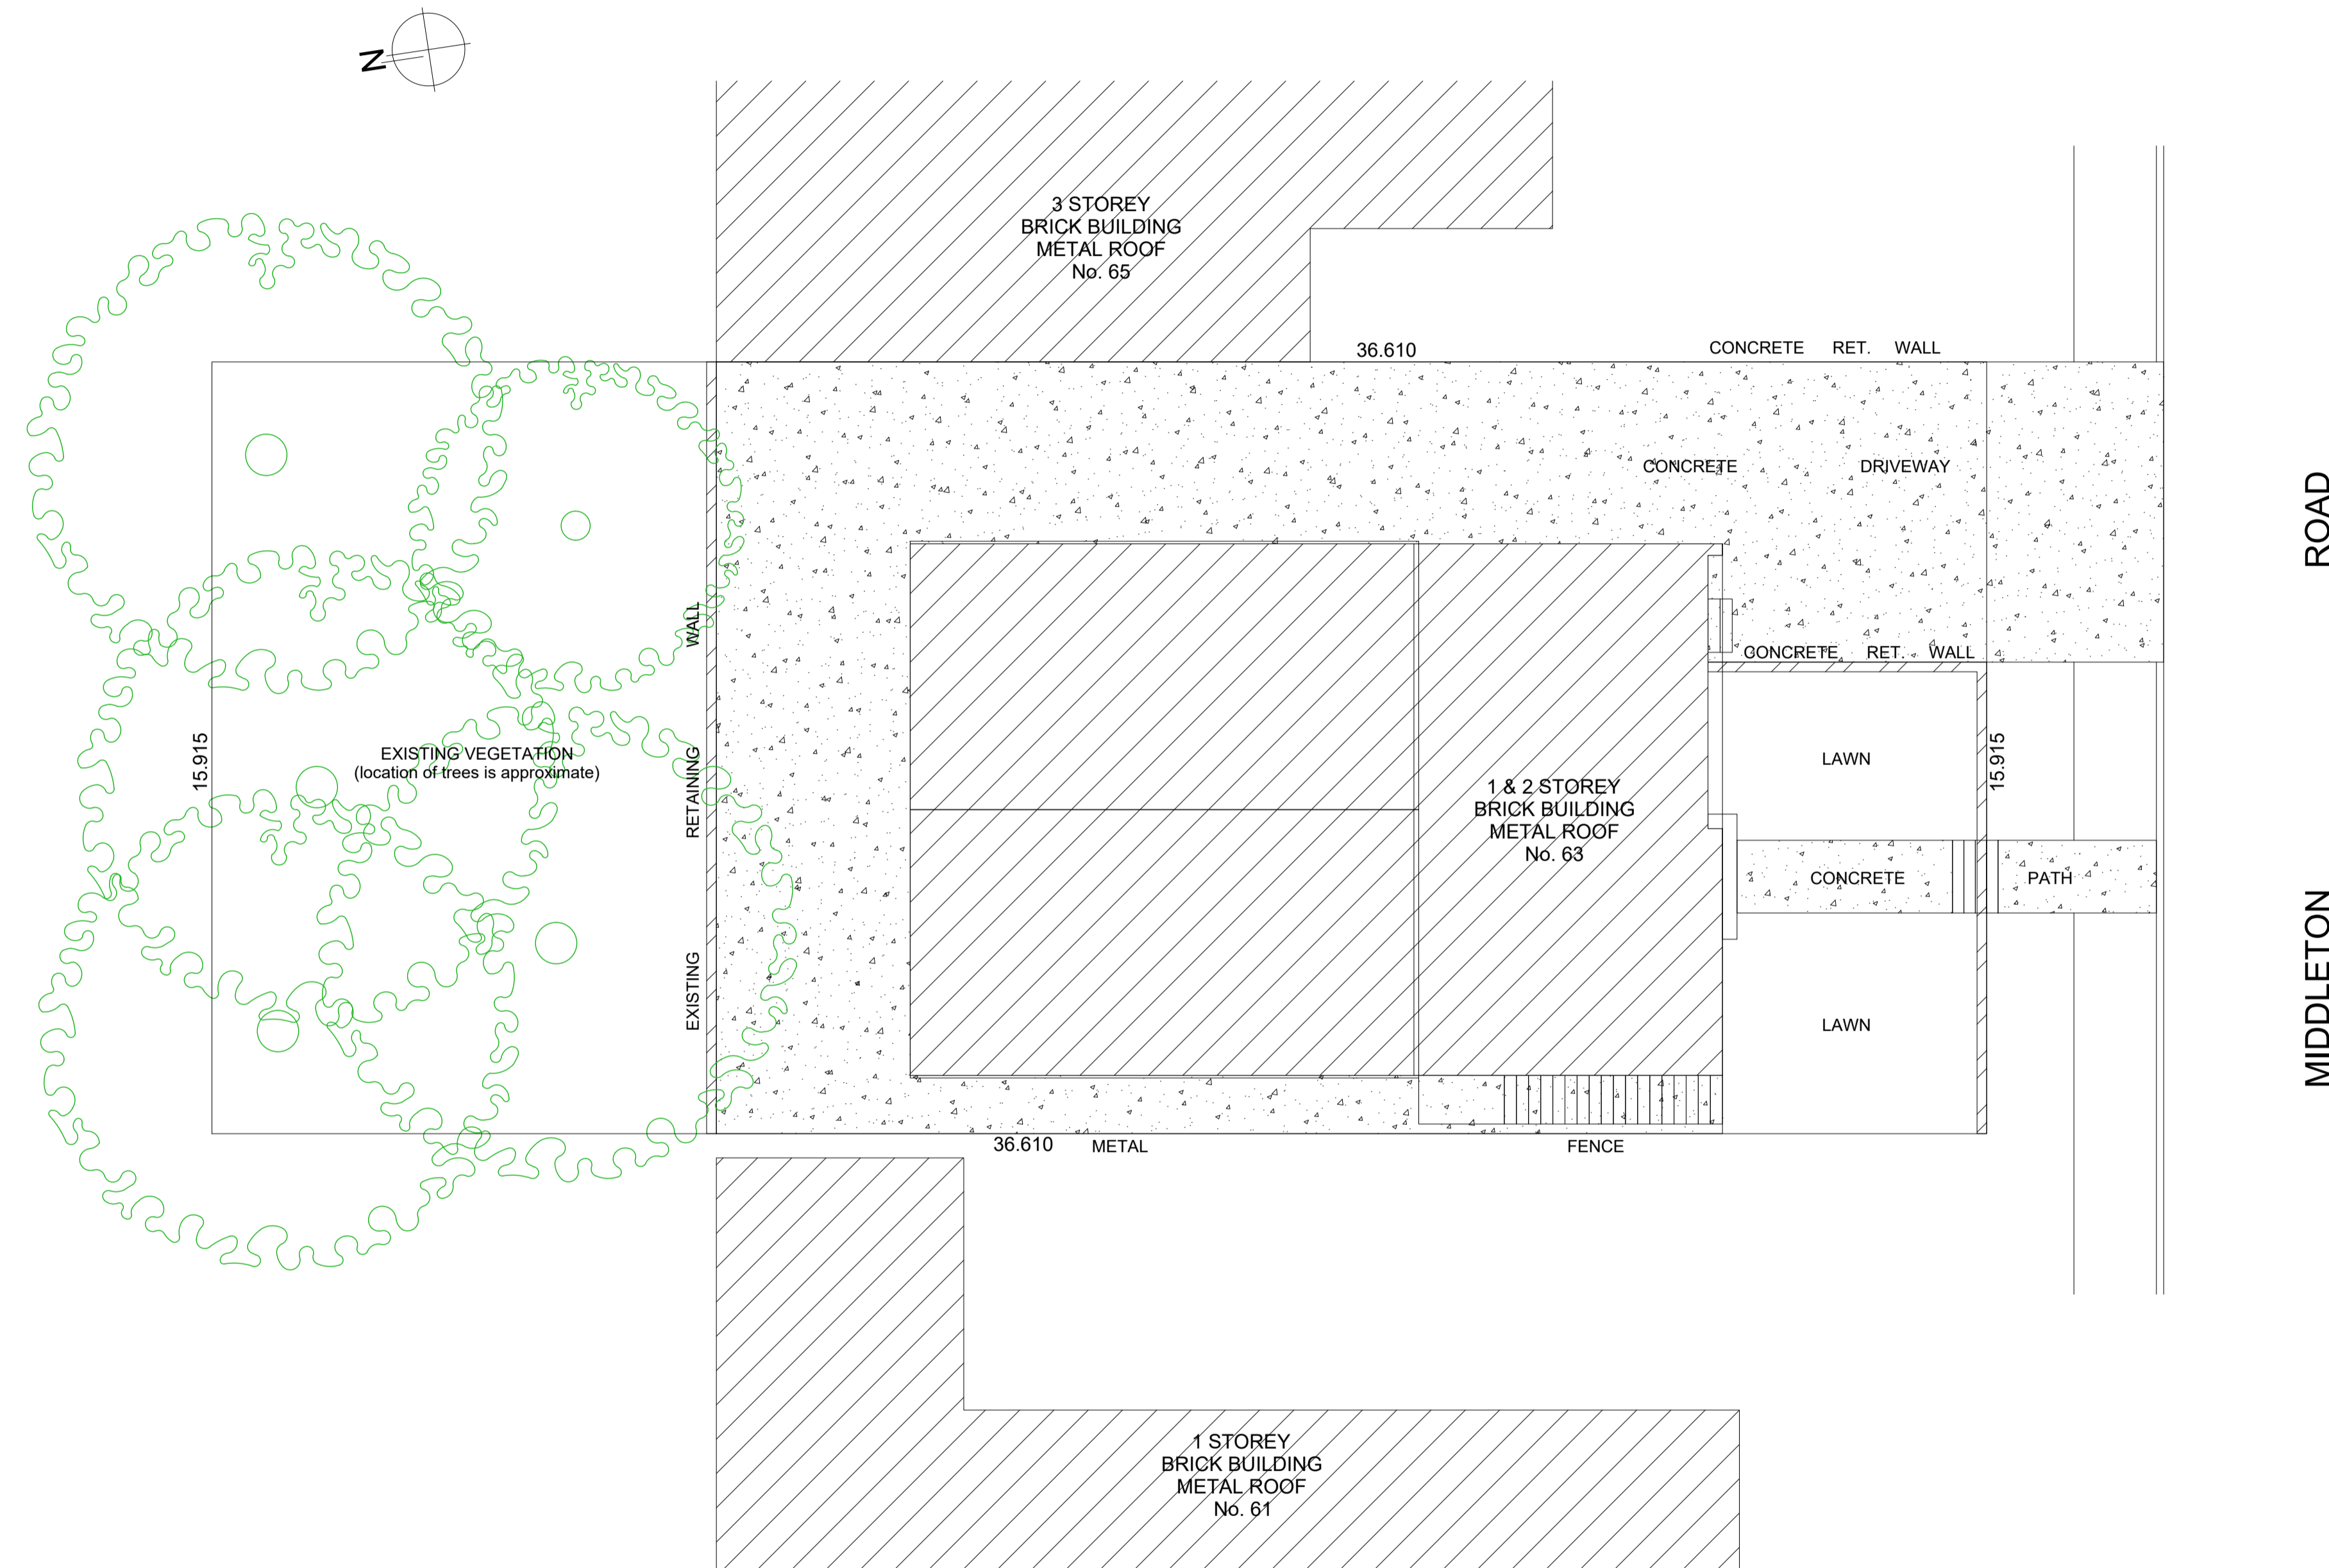 N
3 STOREY
BRICK BUILDING
METAL ROOF
No. 65
36.610
CONCRETE RET. WALL
CONCRETE DRIVEWAY
ROAD
WALL
CONCRETE RET. WALL
15.915
EXISTING VEGETATION
(location of trees is approximate)
RETAINING
1 & 2 STOREY
BRICK BUILDING
METAL ROOF
No. 63
LAWN
15.915
CONCRETE PATH
MIDDLETON
EXISTING
LAWN
36.610
METAL FENCE
1 STOREY
BRICK BUILDING
METAL ROOF
No. 61